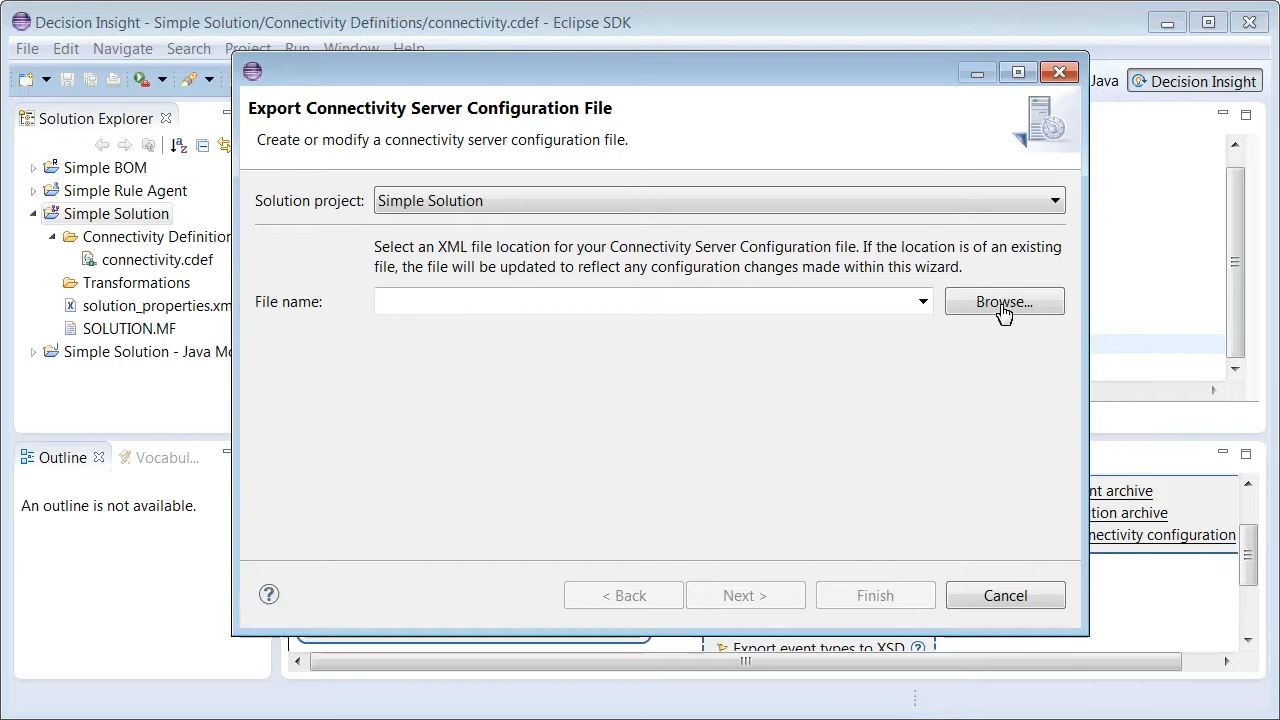 Decision Insight - Simple Solution/Connectivity Definitions/connectivity.cdef - Eclipse SDK
File Edit Navigate Search Project Run Window Help
Java Decision Insight
Solution Explorer
Simple BOM
Simple Rule Agent
Simple Solution
Connectivity Definition
connectivity.cdef
Transformations
solution_properties.xm
SOLUTION.MF
Simple Solution - Java Mo
Outline Vocabul...
An outline is not available.
Export Connectivity Server Configuration File
Create or modify a connectivity server configuration file.
Solution project: Simple Solution
Select an XML file location for your Connectivity Server Configuration file. If the location is of an existing
file, the file will be updated to reflect any configuration changes made within this wizard.
File name: Browse...
< Back Next > Finish Cancel
nt archive
tion archive
nectivity configuration
Export event types to XSD